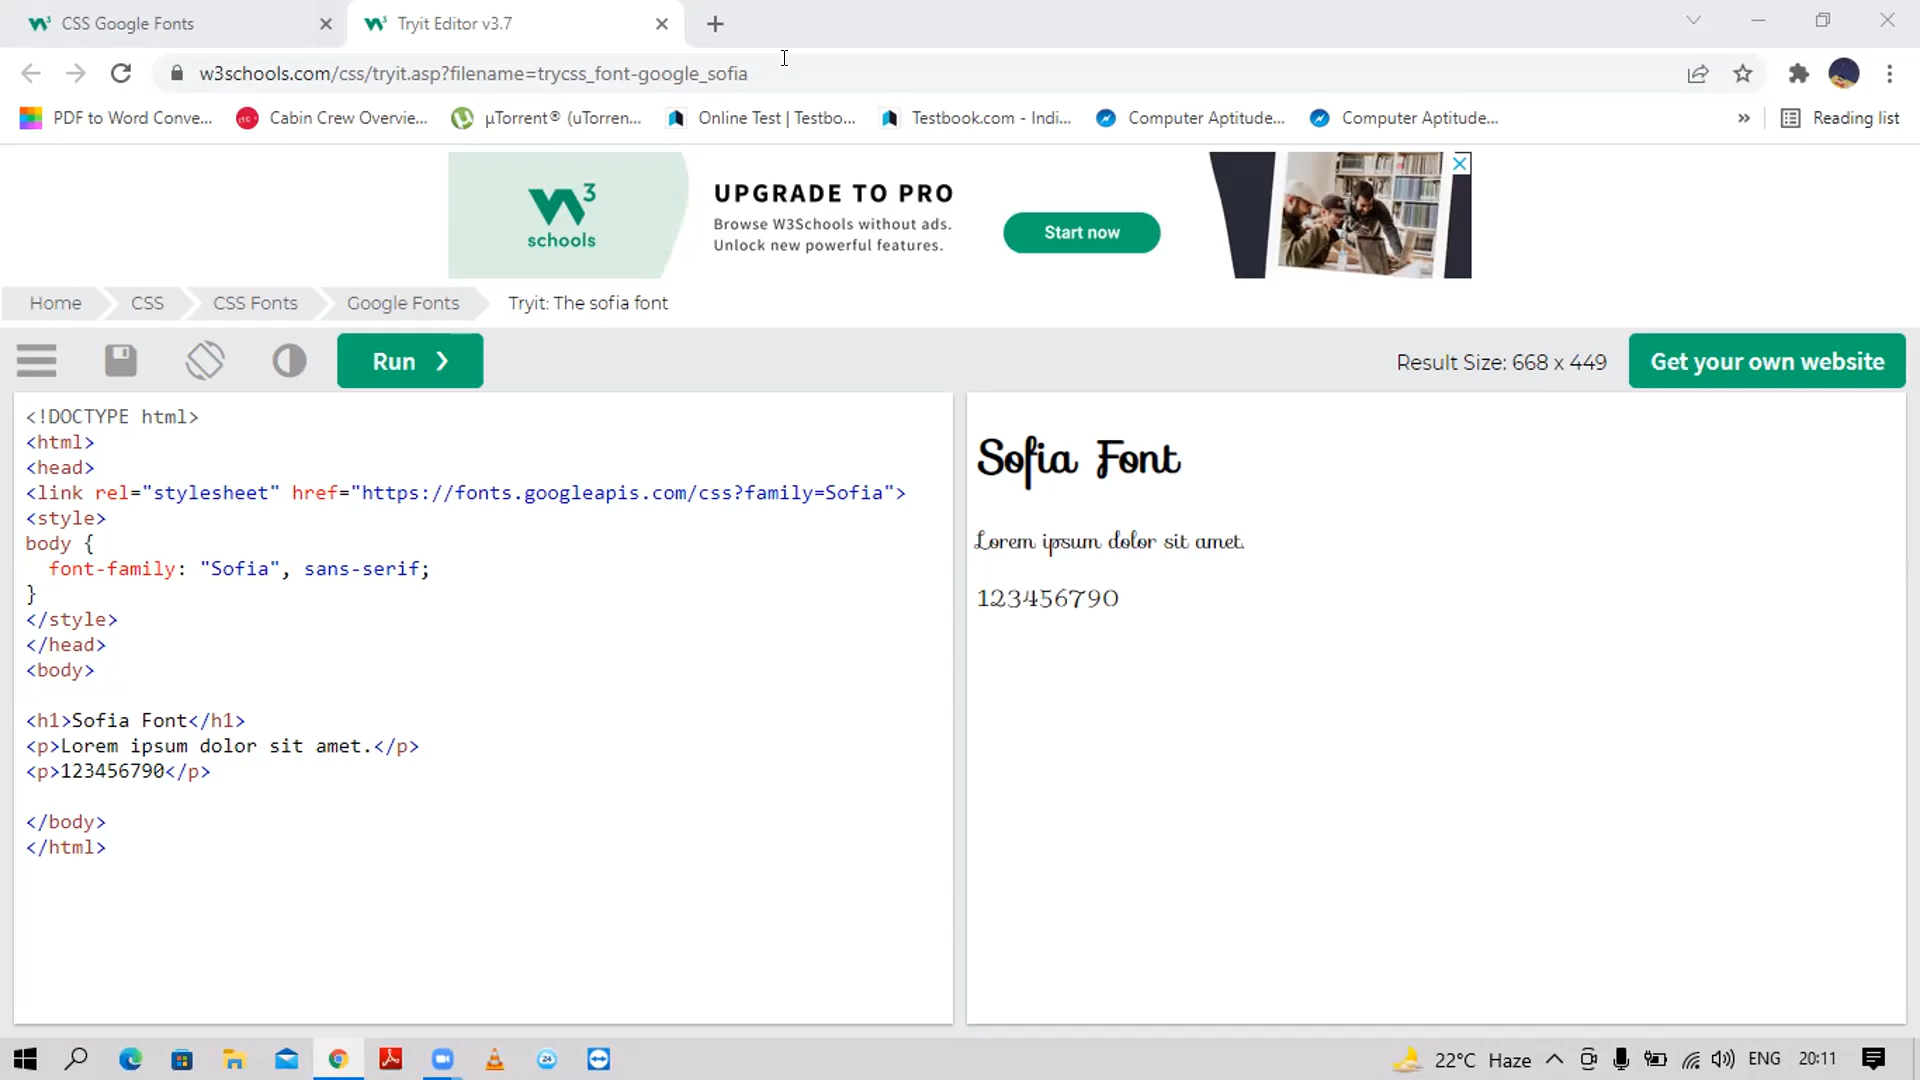 CSS Google Fonts
Tryit Editor v3.7
w3schools.com/css/tryit.asp?filename=trycss_font-google_sofia
PDF to Word Conve...
Cabin Crew Overvie...
µTorrent® (uTorren...
Online Test | Testbo...
Testbook.com - Indi...
Computer Aptitude...
Computer Aptitude...
»
Reading list
3
schools
UPGRADE TO PRO
Browse W3Schools without ads.
Unlock new powerful features.
Start now
Home
CSS
CSS Fonts
Google Fonts
Tryit: The sofia font
Run ❯
Result Size: 668 x 449
Get your own website
<!DOCTYPE html>
<html>
<head>
<link rel="stylesheet" href="https://fonts.googleapis.com/css?family=Sofia">
<style>
body {
  font-family: "Sofia", sans-serif;
}
</style>
</head>
<body>
<h1>Sofia Font</h1>
<p>Lorem ipsum dolor sit amet.</p>
<p>123456790</p>
</body>
</html>
Sofia Font
Lorem ipsum dolor sit amet.
123456790
24
22°C Haze
ENG
20:11